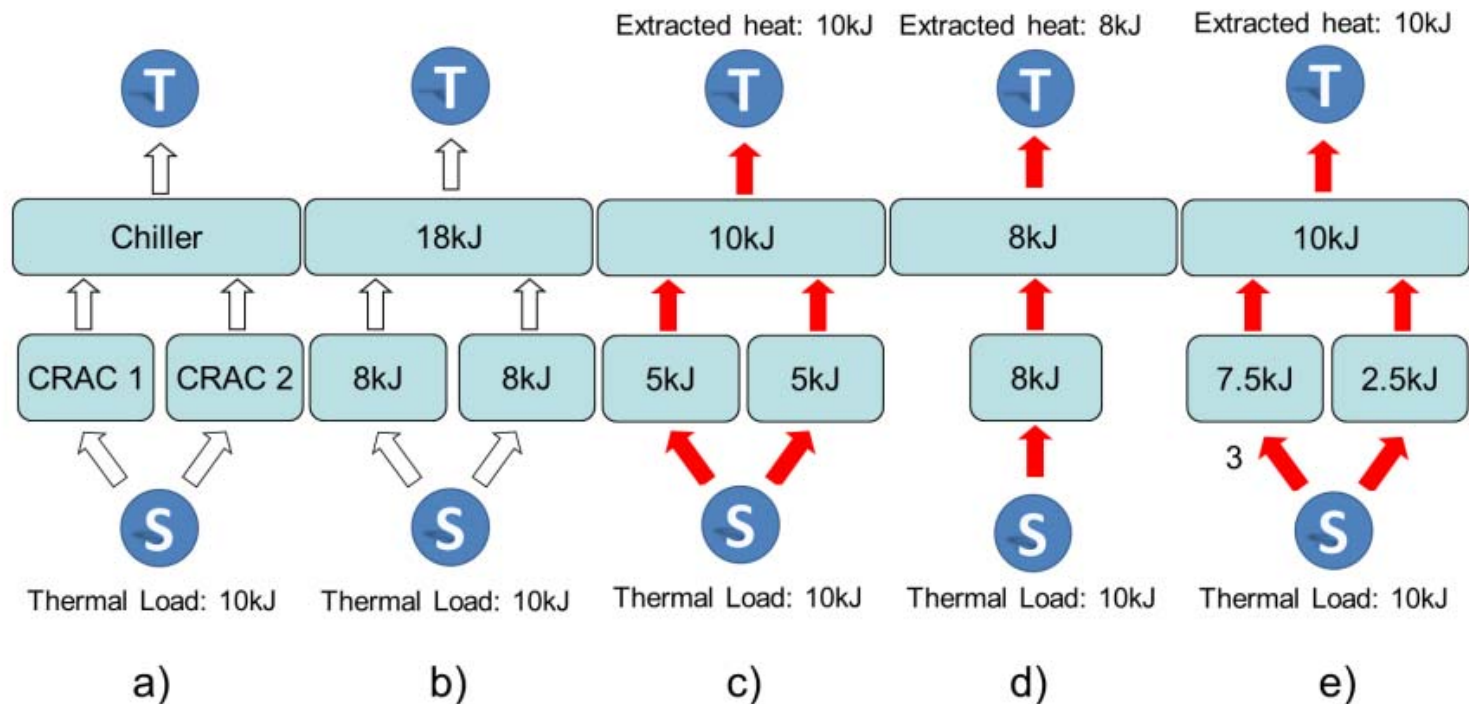 Extracted heat: 10kJ Extracted heat: 8kJ Extracted heat: 10kJ
T T T T T
Chiller 18kJ 10kJ 8kJ 10kJ
CRAC 1 CRAC 2 8kJ 8kJ 5kJ 5kJ 8kJ 7.5kJ 2.5kJ
3
S S S S S
Thermal Load: 10kJ Thermal Load: 10kJ Thermal Load: 10kJ Thermal Load: 10kJ Thermal Load: 10kJ
a) b) c) d) e)